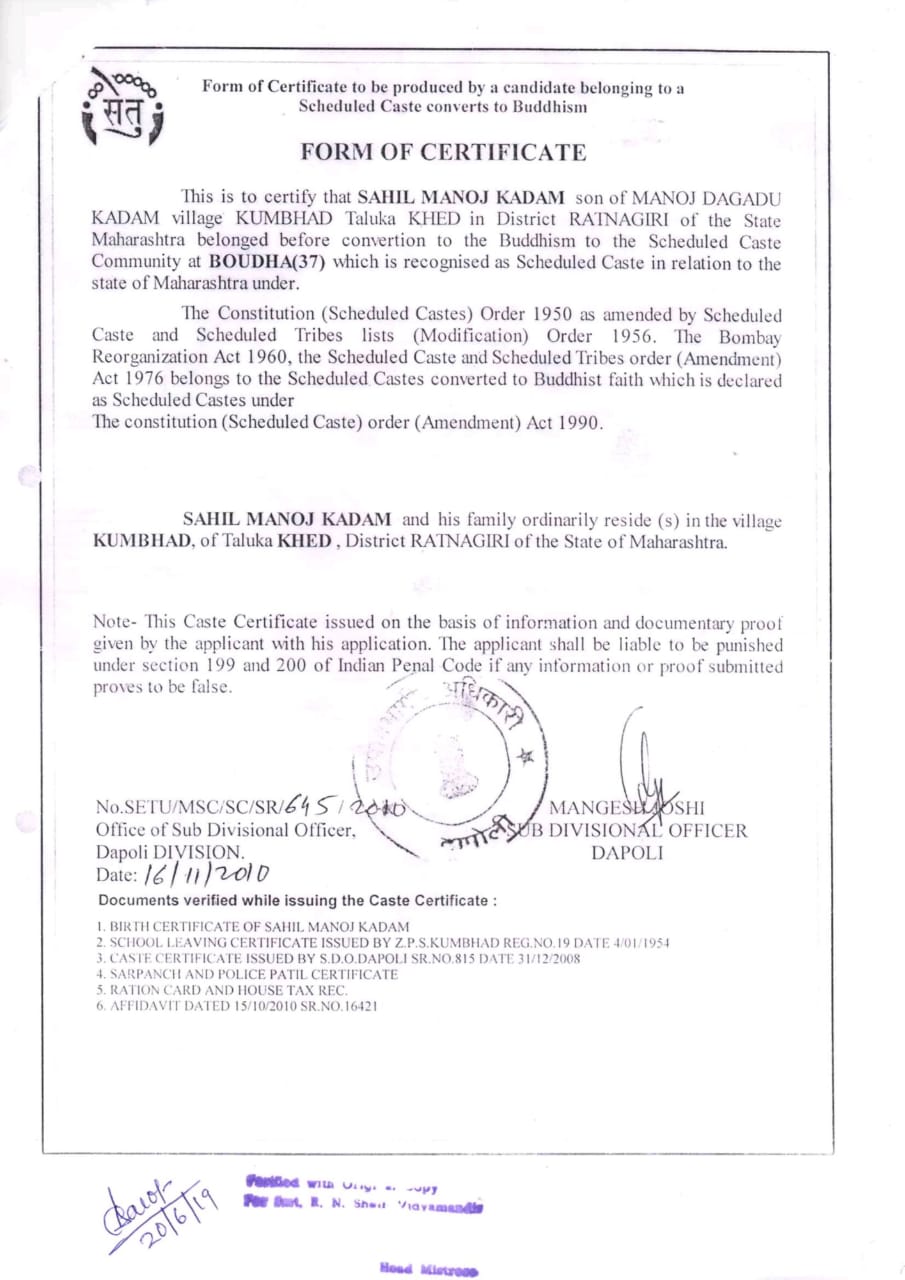 सेतु
Form of Certificate to be produced by a candidate belonging to a
Scheduled Caste converts to Buddhism
FORM OF CERTIFICATE
This is to certify that SAHIL MANOJ KADAM son of MANOJ DAGADU
KADAM village KUMBHAD Taluka KHED in District RATNAGIRI of the State
Maharashtra belonged before convertion to the Buddhism to the Scheduled Caste
Community at BOUDHA(37) which is recognised as Scheduled Caste in relation to the
state of Maharashtra under.
The Constitution (Scheduled Castes) Order 1950 as amended by Scheduled
Caste and Scheduled Tribes lists (Modification) Order 1956. The Bombay
Reorganization Act 1960, the Scheduled Caste and Scheduled Tribes order (Amendment)
Act 1976 belongs to the Scheduled Castes converted to Buddhist faith which is declared
as Scheduled Castes under
The constitution (Scheduled Caste) order (Amendment) Act 1990.
SAHIL MANOJ KADAM and his family ordinarily reside (s) in the village
KUMBHAD, of Taluka KHED , District RATNAGIRI of the State of Maharashtra.
Note- This Caste Certificate issued on the basis of information and documentary proof
given by the applicant with his application. The applicant shall be liable to be punished
under section 199 and 200 of Indian Penal Code if any information or proof submitted
proves to be false.
अधिकारी
दापोली
No.SETU/MSC/SC/SR/645/2010
MANGESH JOSHI
Office of Sub Divisional Officer,
SUB DIVISIONAL OFFICER
Dapoli DIVISION.
DAPOLI
Date: 16/11/2010
Documents verified while issuing the Caste Certificate :
1. BIRTH CERTIFICATE OF SAHIL MANOJ KADAM
2. SCHOOL LEAVING CERTIFICATE ISSUED BY Z.P.S.KUMBHAD REG.NO.19 DATE 4/01/1954
3. CASTE CERTIFICATE ISSUED BY S.D.O.DAPOLI SR.NO.815 DATE 31/12/2008
4. SARPANCH AND POLICE PATIL CERTIFICATE
5. RATION CARD AND HOUSE TAX REC.
6. AFFIDAVIT DATED 15/10/2010 SR.NO.16421
20/6/19
Verified with Copy
For Smt. R. N. Sheth Vidyamandir
Head Mistress